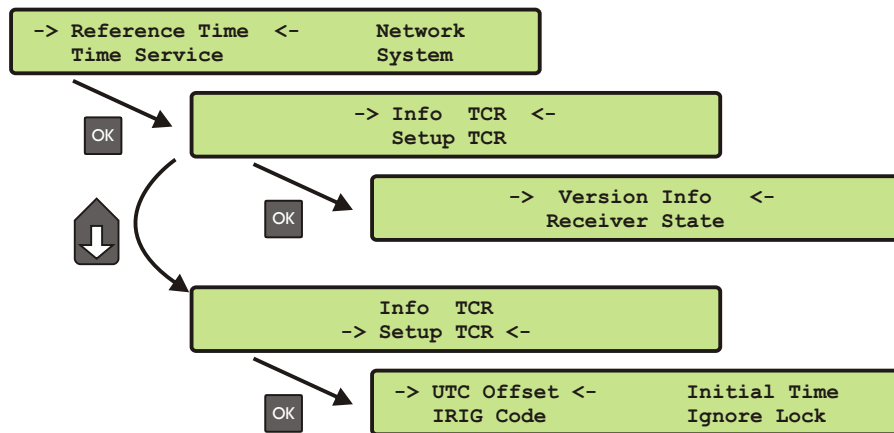 -> Reference Time <- Network
Time Service System
OK
-> Info TCR <-
Setup TCR
OK
-> Version Info <-
Receiver State
Info TCR
-> Setup TCR <-
OK
-> UTC Offset <- Initial Time
IRIG Code Ignore Lock